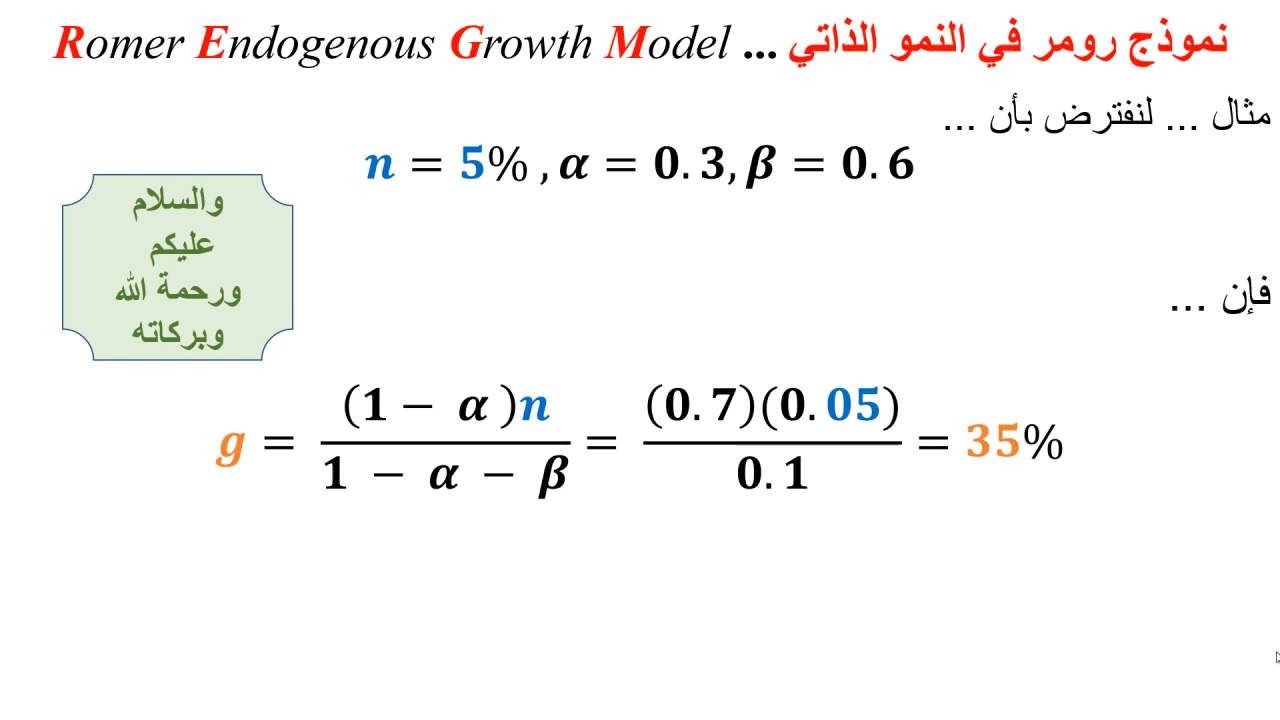 Romer Endogenous Growth Model ... نموذج رومر في النمو الذاتي
مثال ... لنفترض بأن ...
n = 5% , α = 0.3, β = 0.6
والسلام
عليكم
ورحمة الله
وبركاته
فإن ...
g = (1 − α )n / 1 − α − β = (0.7)(0.05) / 0.1 = 35%